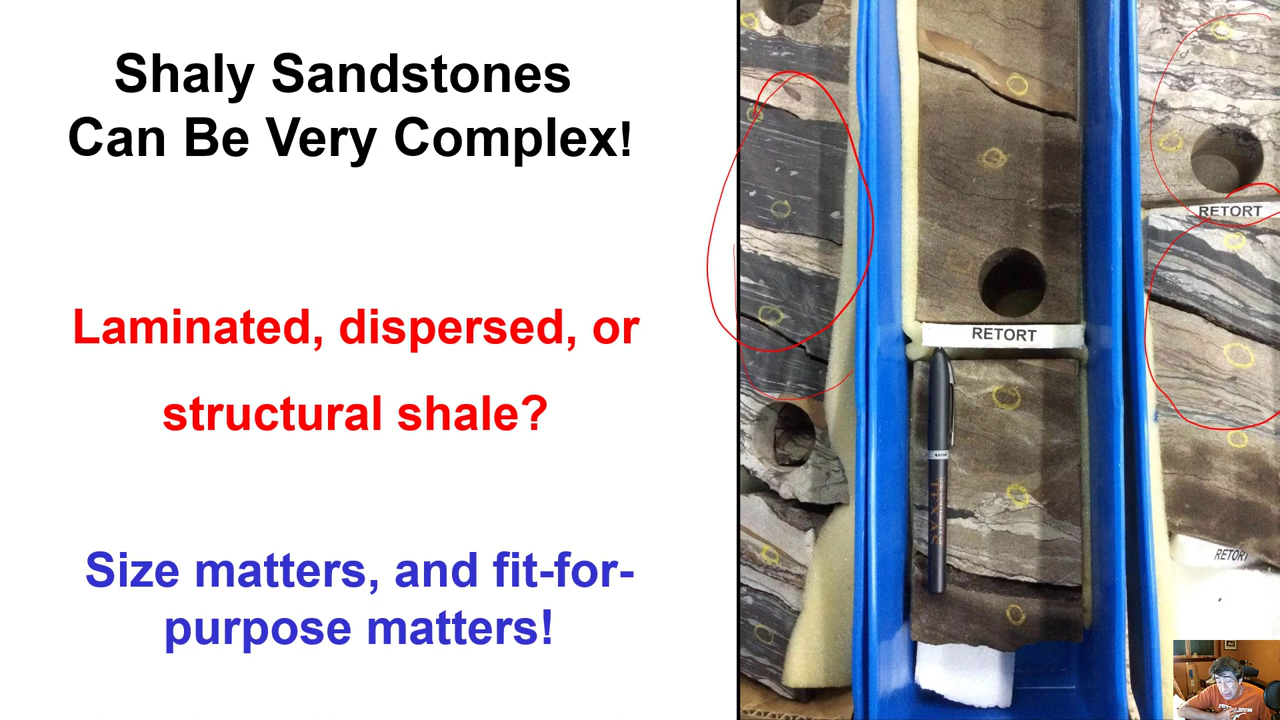 Shaly Sandstones
Can Be Very Complex!
Laminated, dispersed, or
structural shale?
Size matters, and fit-for-
purpose matters!
RETORT
RETORT
RETORT